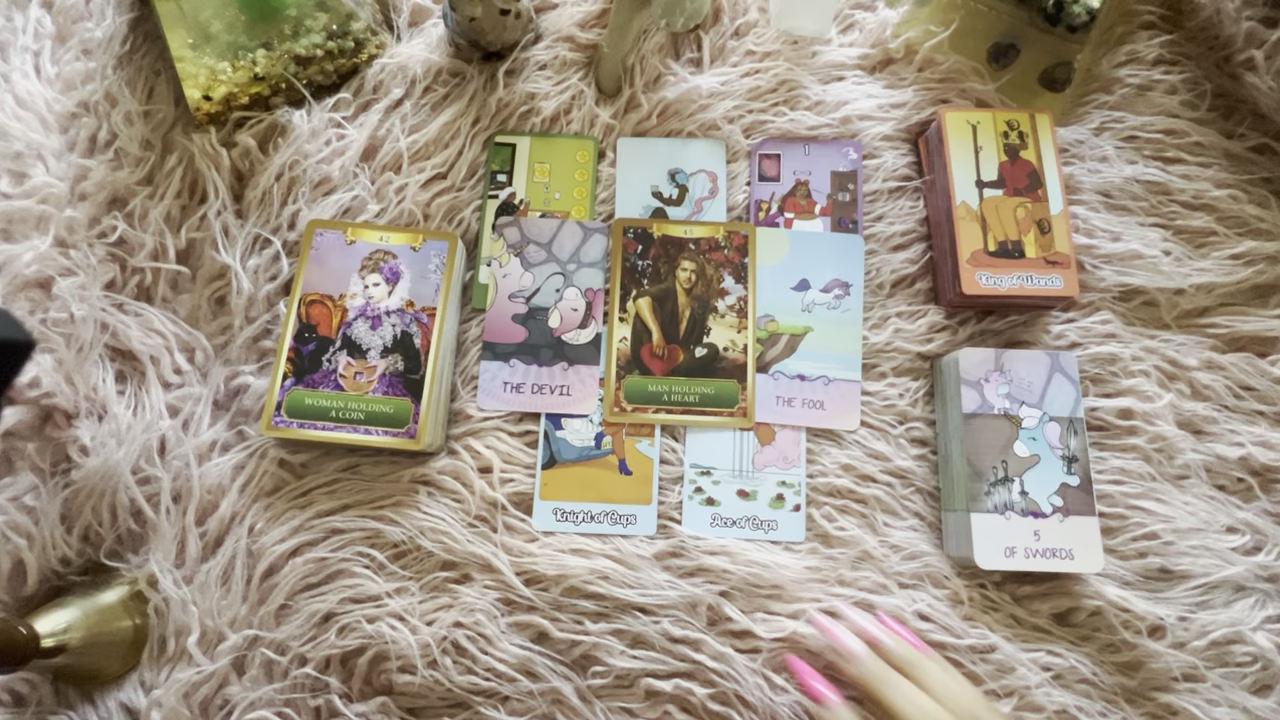 1
42
WOMAN HOLDING
A COIN
THE DEVIL
45
MAN HOLDING
A HEART
THE FOOL
King of Wands
Knight of Cups
Ace of Cups
5
OF SWORDS